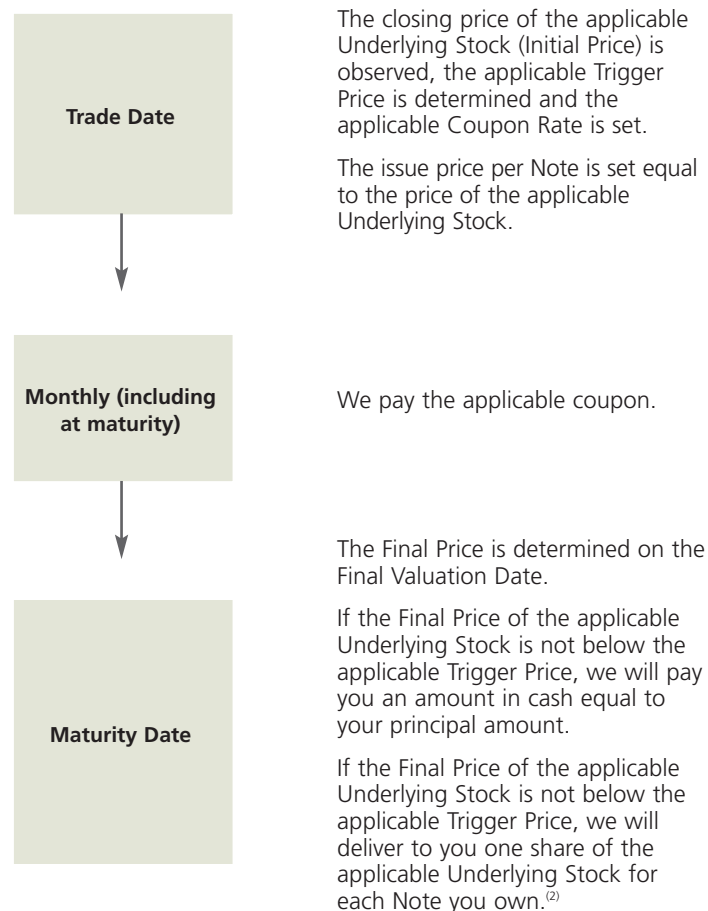 Trade Date
The closing price of the applicable
Underlying Stock (Initial Price) is
observed, the applicable Trigger
Price is determined and the
applicable Coupon Rate is set.
The issue price per Note is set equal
to the price of the applicable
Underlying Stock.
Monthly (including
at maturity)
We pay the applicable coupon.
Maturity Date
The Final Price is determined on the
Final Valuation Date.
If the Final Price of the applicable
Underlying Stock is not below the
applicable Trigger Price, we will pay
you an amount in cash equal to
your principal amount.
If the Final Price of the applicable
Underlying Stock is not below the
applicable Trigger Price, we will
deliver to you one share of the
applicable Underlying Stock for
each Note you own.(2)